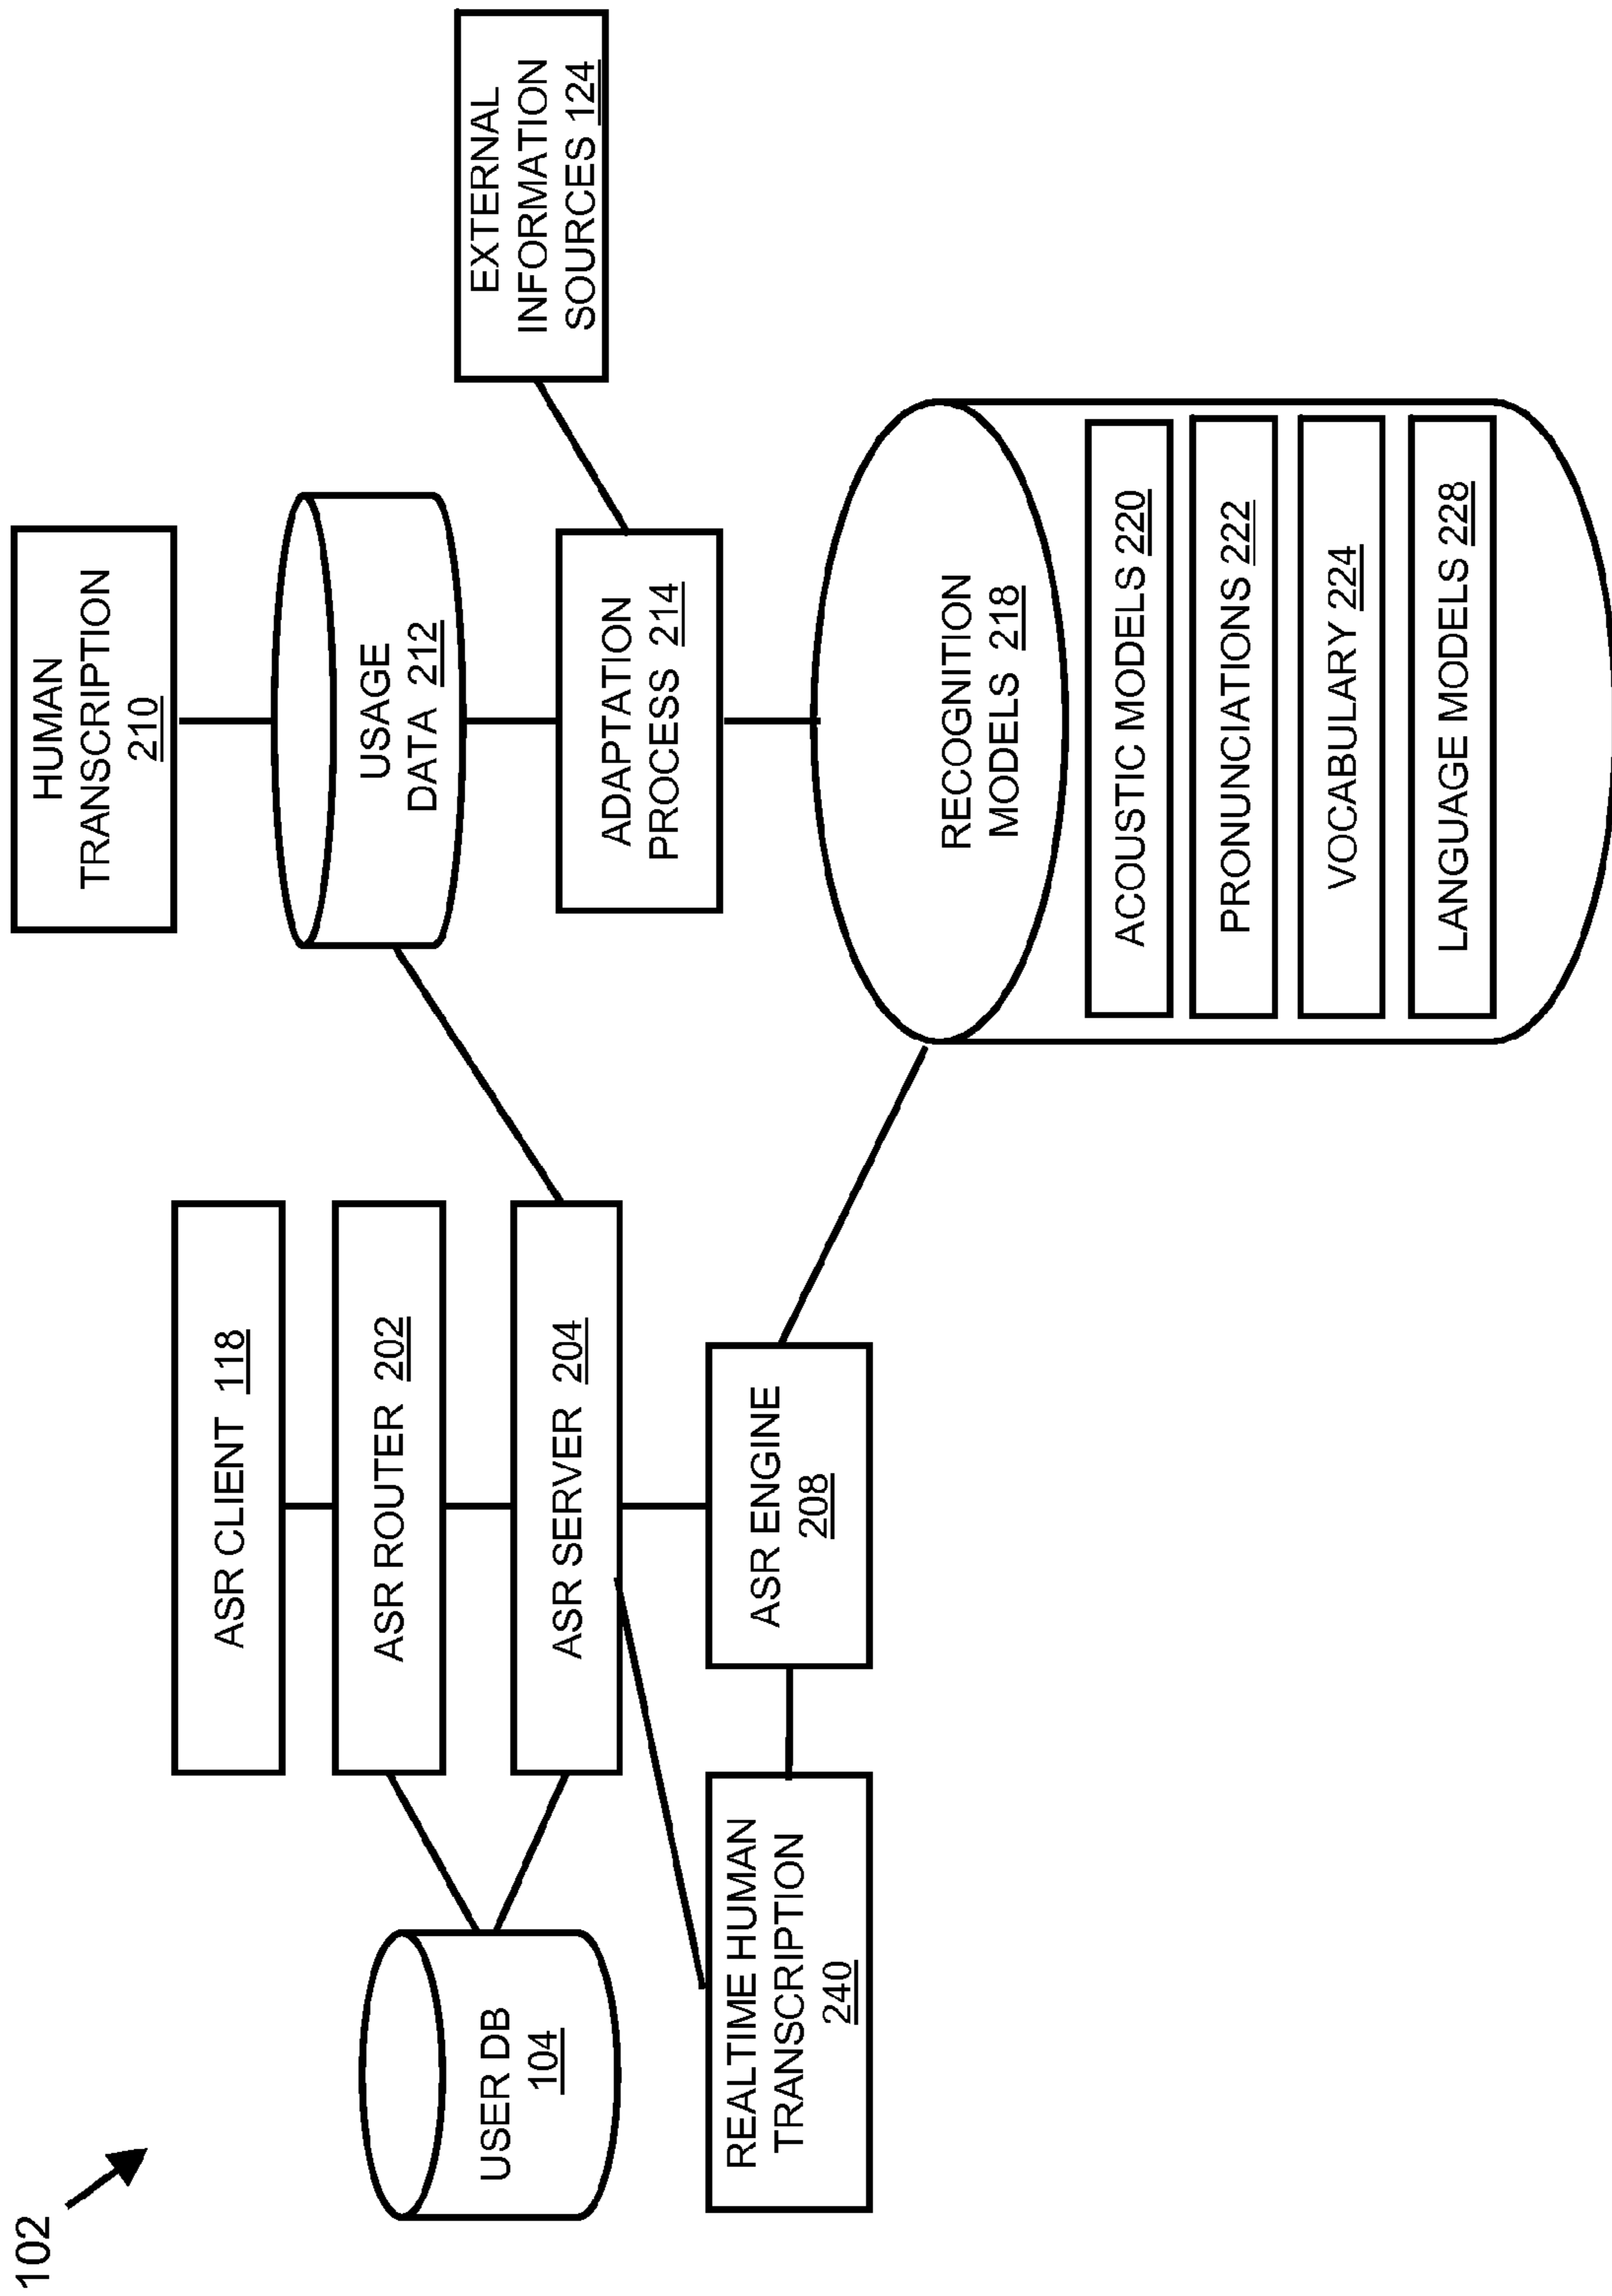 102
USER DB
104
ASR CLIENT 118
ASR ROUTER 202
ASR SERVER 204
REALTIME HUMAN
TRANSCRIPTION
240
ASR ENGINE
208
HUMAN
TRANSCRIPTION
210
USAGE
DATA 212
ADAPTATION
PROCESS 214
EXTERNAL
INFORMATION
SOURCES 124
RECOGNITION
MODELS 218
ACOUSTIC MODELS 220
PRONUNCIATIONS 222
VOCABULARY 224
LANGUAGE MODELS 228